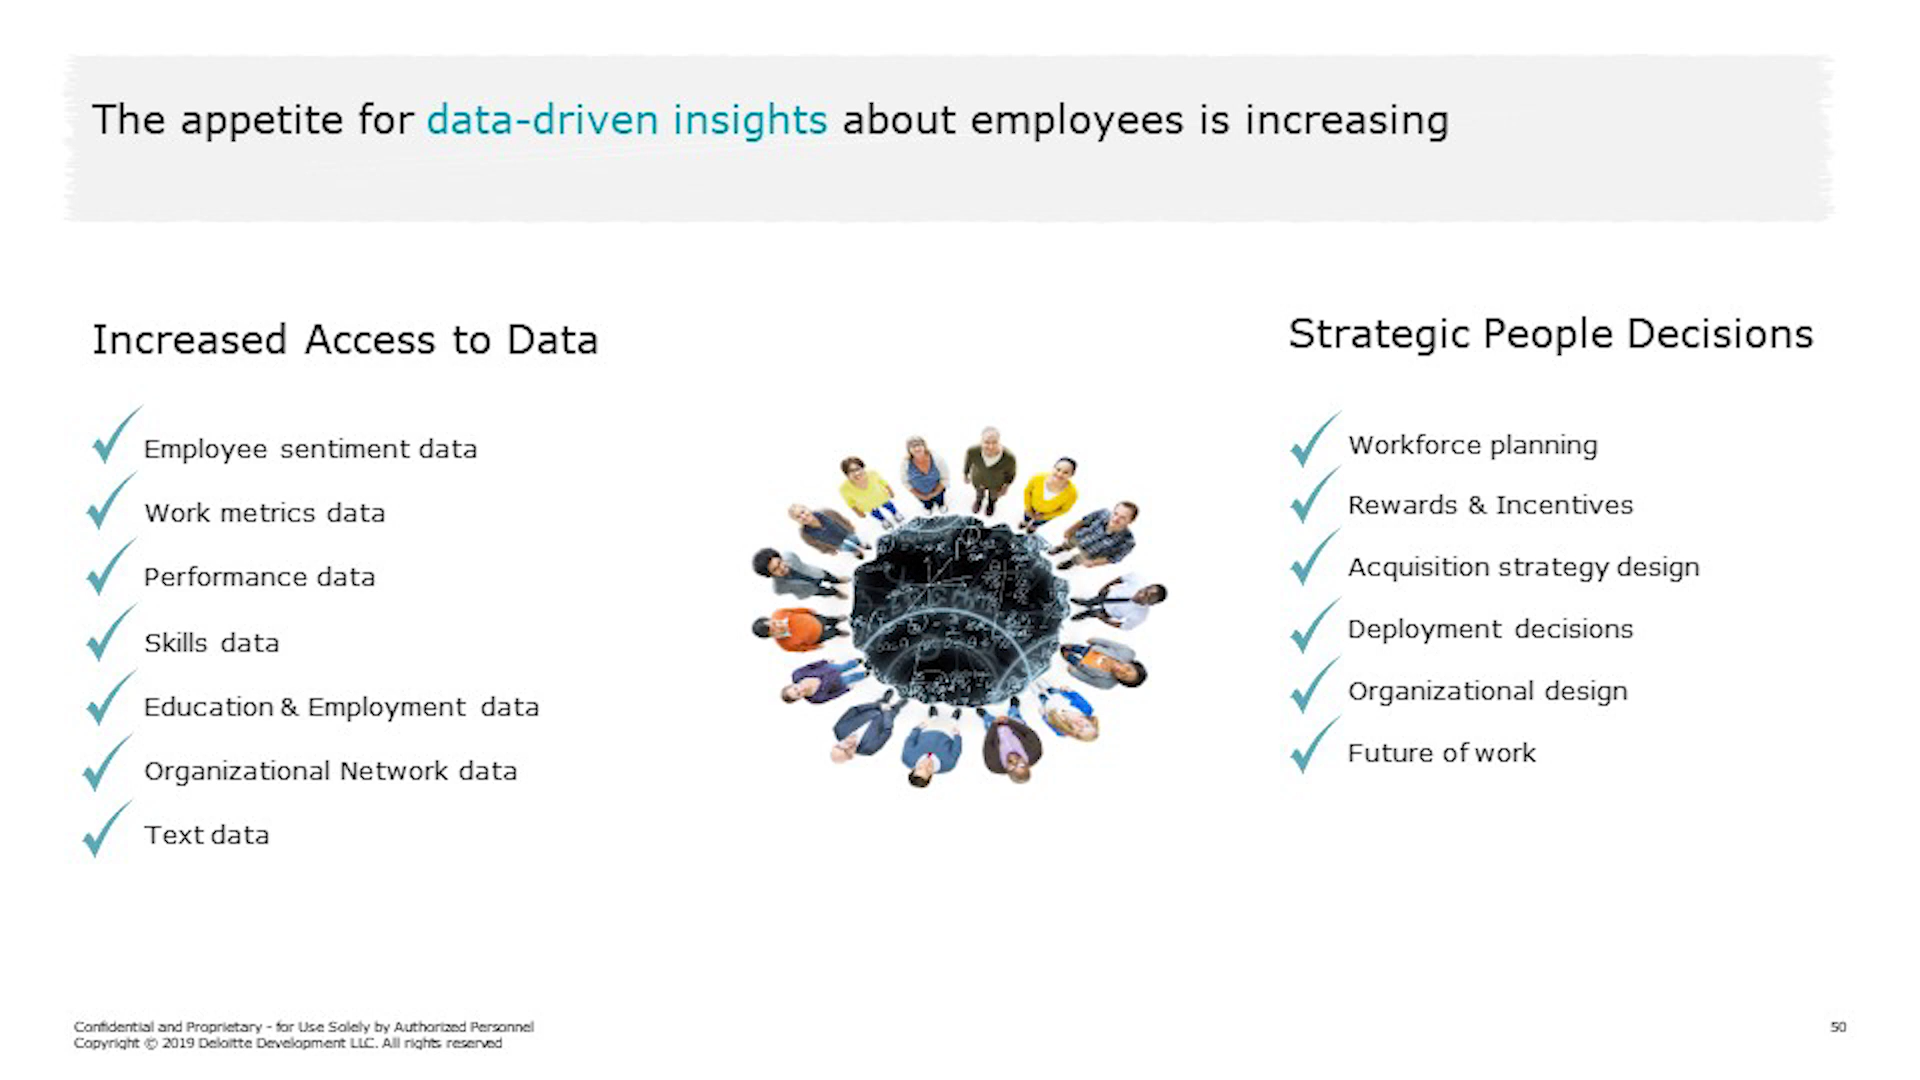 The appetite for data-driven insights about employees is increasing
Increased Access to Data
Employee sentiment data
Work metrics data
Performance data
Skills data
Education & Employment data
Organizational Network data
Text data
Strategic People Decisions
Workforce planning
Rewards & Incentives
Acquisition strategy design
Deployment decisions
Organizational design
Future of work
Confidential and Proprietary - for Use Solely by Authorized Personnel
Copyright © 2019 Deloitte Development LLC. All rights reserved
50